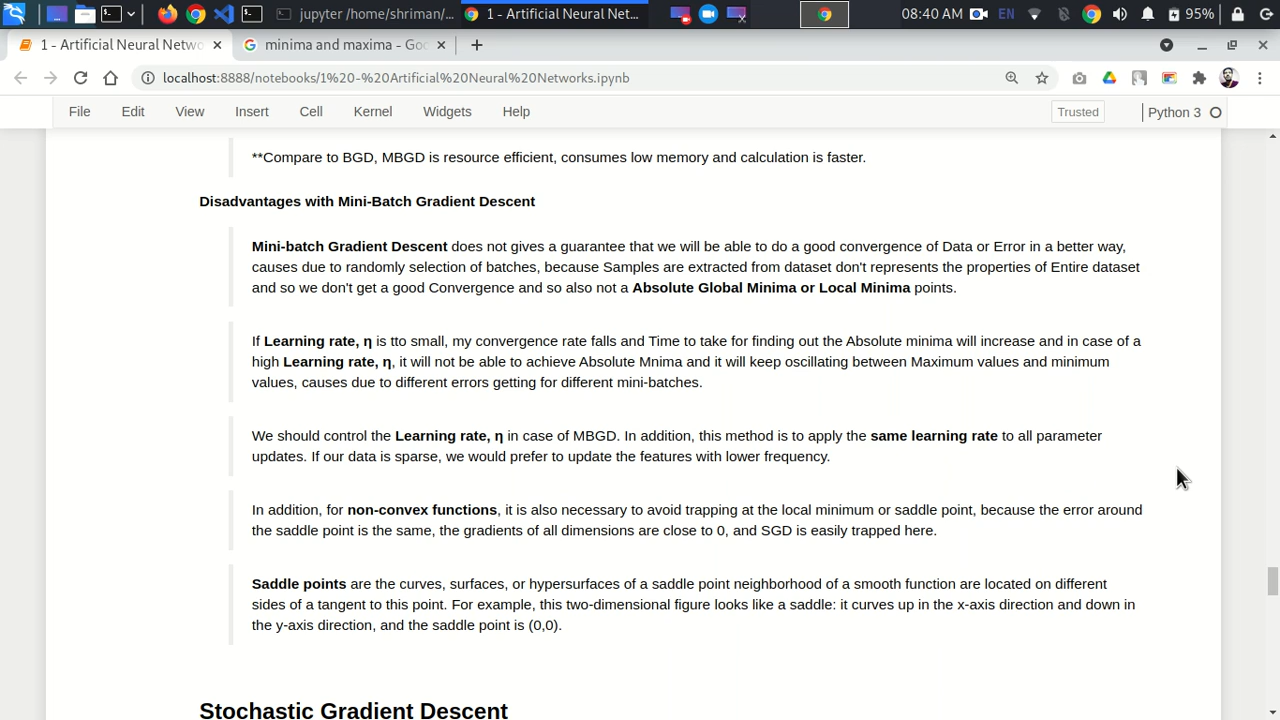 jupyter /home/shriman/...
1 - Artificial Neural Net...
08:40 AM
EN
95%
1 - Artificial Neural Netwo
minima and maxima - Goo
localhost:8888/notebooks/1%20-%20Artificial%20Neural%20Networks.ipynb
File Edit View Insert Cell Kernel Widgets Help
Trusted
Python 3
**Compare to BGD, MBGD is resource efficient, consumes low memory and calculation is faster.
Disadvantages with Mini-Batch Gradient Descent
Mini-batch Gradient Descent does not gives a guarantee that we will be able to do a good convergence of Data or Error in a better way,
causes due to randomly selection of batches, because Samples are extracted from dataset don't represents the properties of Entire dataset
and so we don't get a good Convergence and so also not a Absolute Global Minima or Local Minima points.
If Learning rate, η is tto small, my convergence rate falls and Time to take for finding out the Absolute minima will increase and in case of a
high Learning rate, η, it will not be able to achieve Absolute Mnima and it will keep oscillating between Maximum values and minimum
values, causes due to different errors getting for different mini-batches.
We should control the Learning rate, η in case of MBGD. In addition, this method is to apply the same learning rate to all parameter
updates. If our data is sparse, we would prefer to update the features with lower frequency.
In addition, for non-convex functions, it is also necessary to avoid trapping at the local minimum or saddle point, because the error around
the saddle point is the same, the gradients of all dimensions are close to 0, and SGD is easily trapped here.
Saddle points are the curves, surfaces, or hypersurfaces of a saddle point neighborhood of a smooth function are located on different
sides of a tangent to this point. For example, this two-dimensional figure looks like a saddle: it curves up in the x-axis direction and down in
the y-axis direction, and the saddle point is (0,0).
Stochastic Gradient Descent